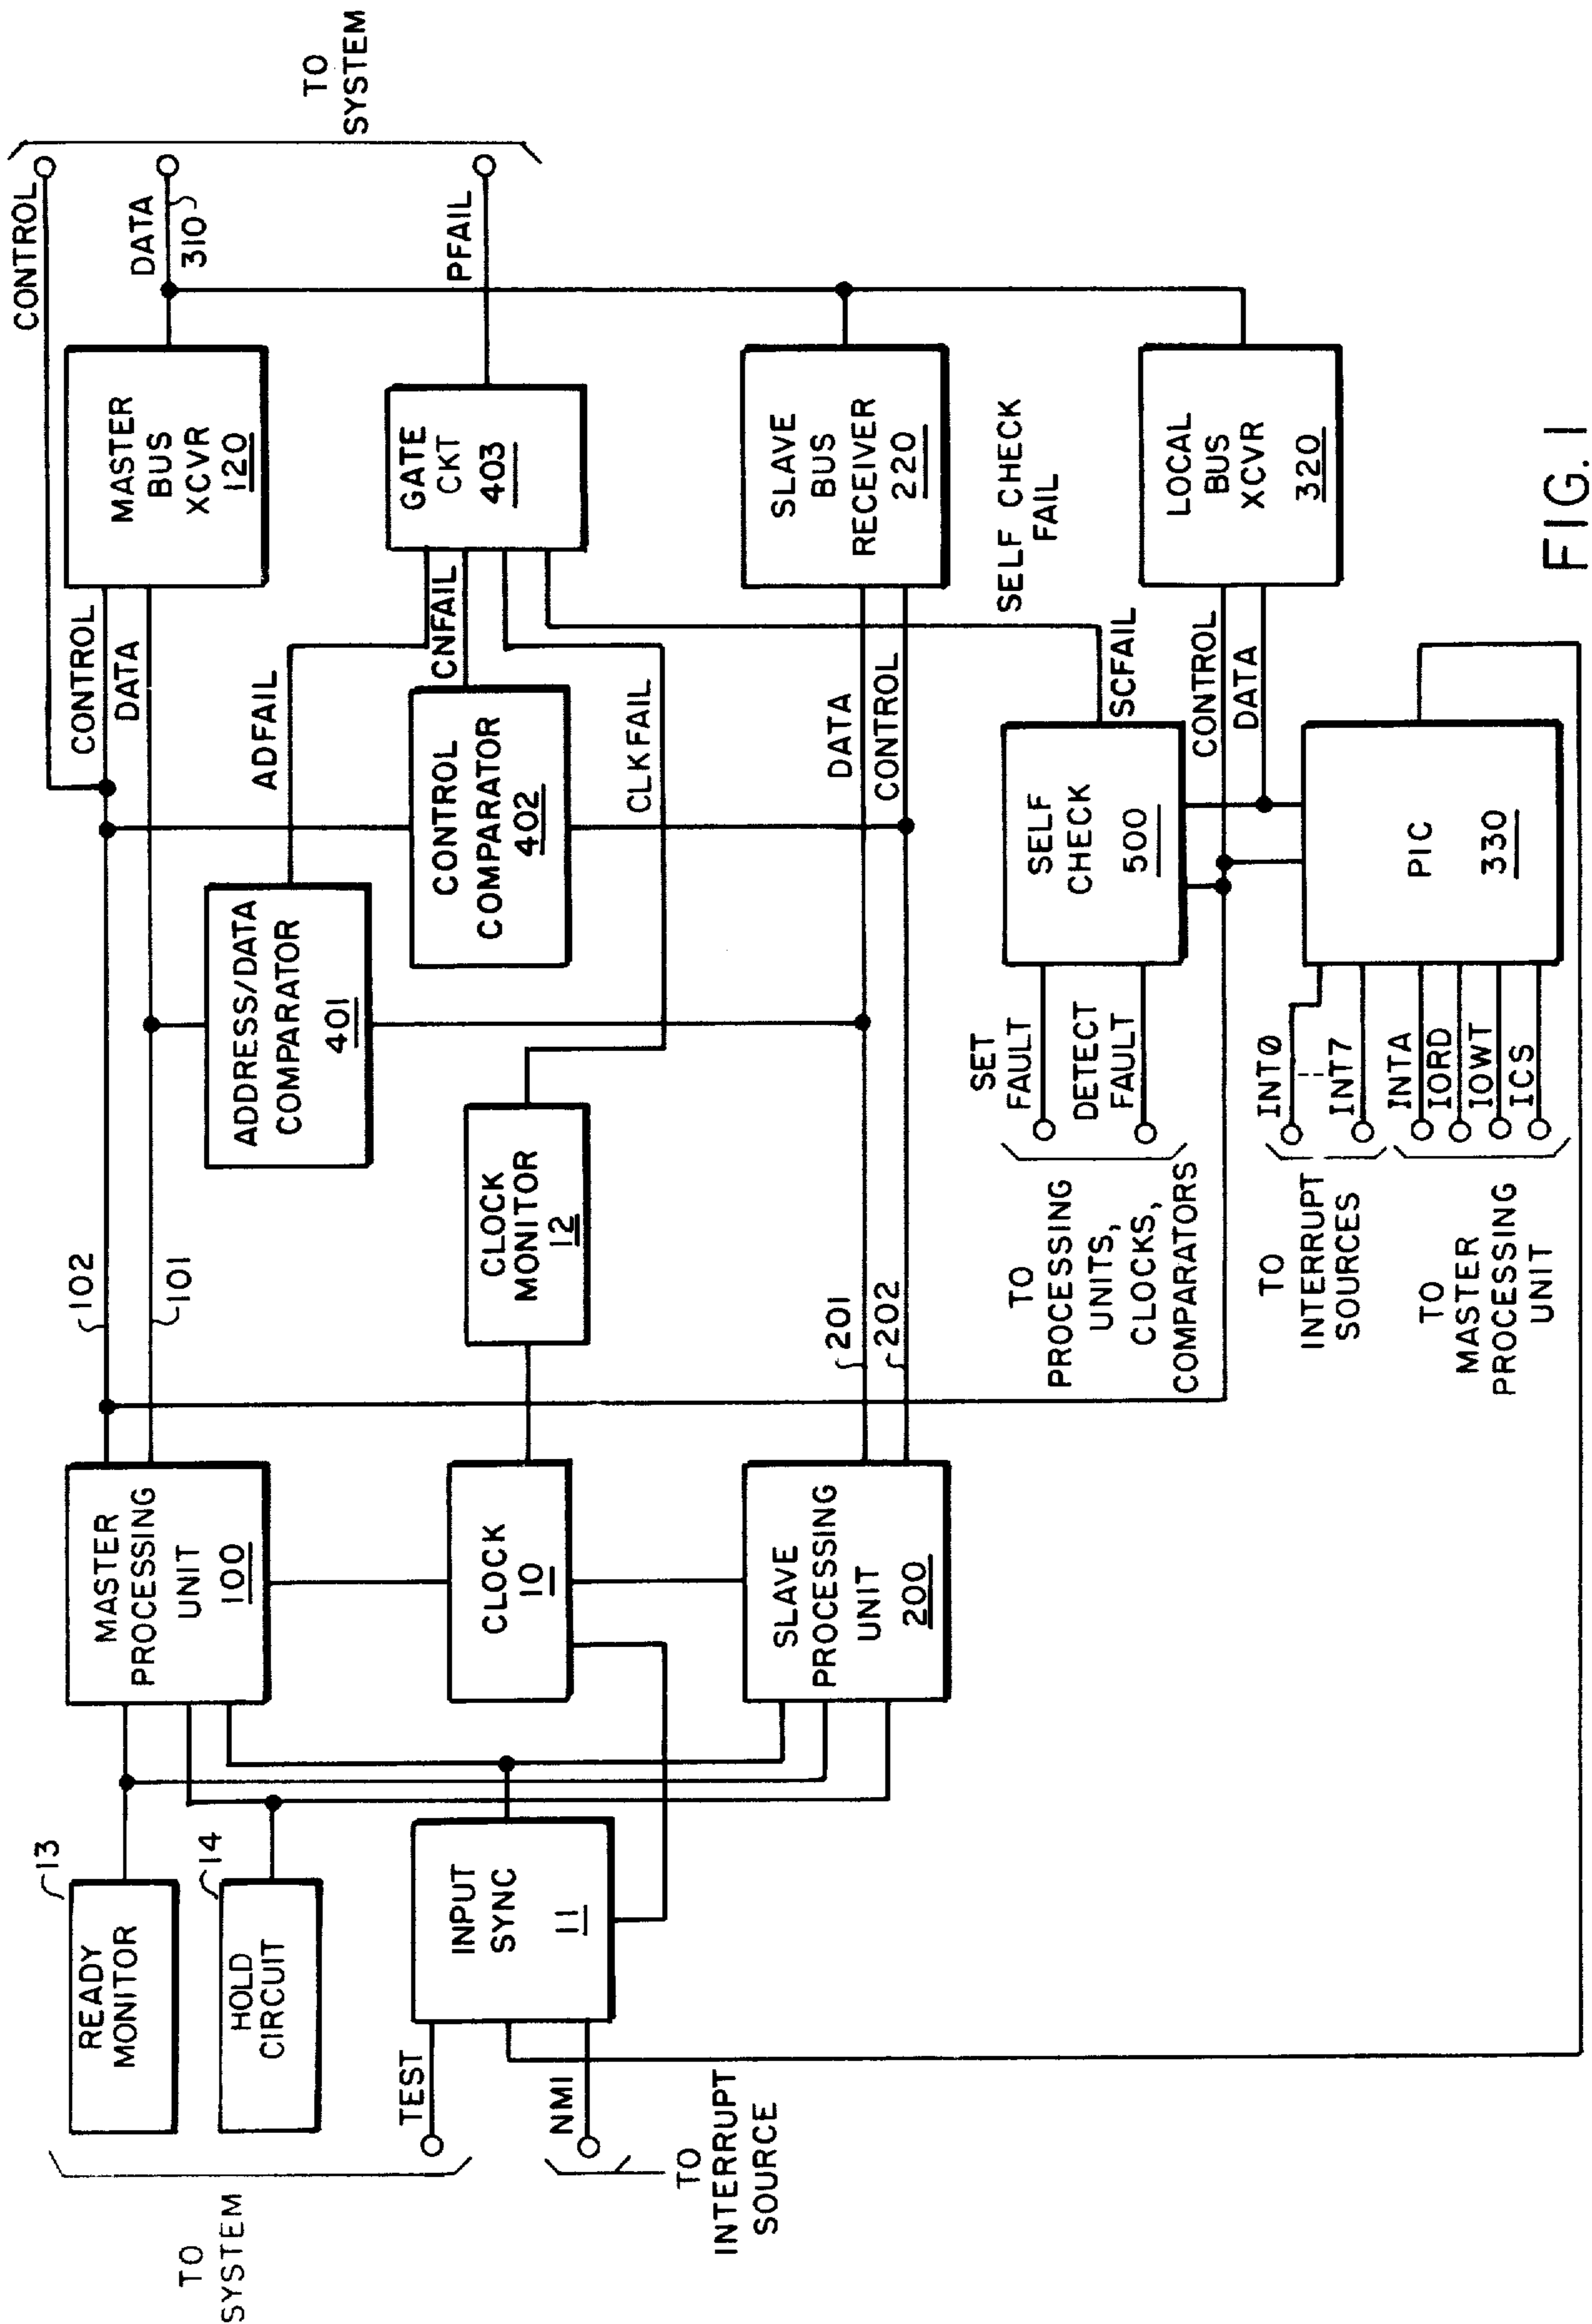 TO
SYSTEM
READY
MONITOR
13
HOLD
CIRCUIT
14
TEST
NMI
TO
INTERRUPT
SOURCE
INPUT
SYNC
11
MASTER
PROCESSING
UNIT
100
CLOCK
10
SLAVE
PROCESSING
UNIT
200
102
101
201
202
CLOCK
MONITOR
12
ADDRESS/DATA
COMPARATOR
401
CONTROL
COMPARATOR
402
ADFAIL
CNFAIL
CLKFAIL
CONTROL
DATA
DATA
CONTROL
MASTER
BUS
XCVR
120
GATE
CKT
403
SLAVE
BUS
RECEIVER
220
CONTROL
DATA
310
PFAIL
TO
SYSTEM
SET
FAULT
DETECT
FAULT
TO
PROCESSING
UNITS,
CLOCKS,
COMPARATORS
SELF
CHECK
500
SCFAIL
SELF CHECK
FAIL
CONTROL
DATA
LOCAL
BUS
XCVR
320
INTØ
INT7
TO
INTERRUPT
SOURCES
INTA
IORD
IOWT
ICS
TO
MASTER
PROCESSING
UNIT
PIC
330
FIG. 1